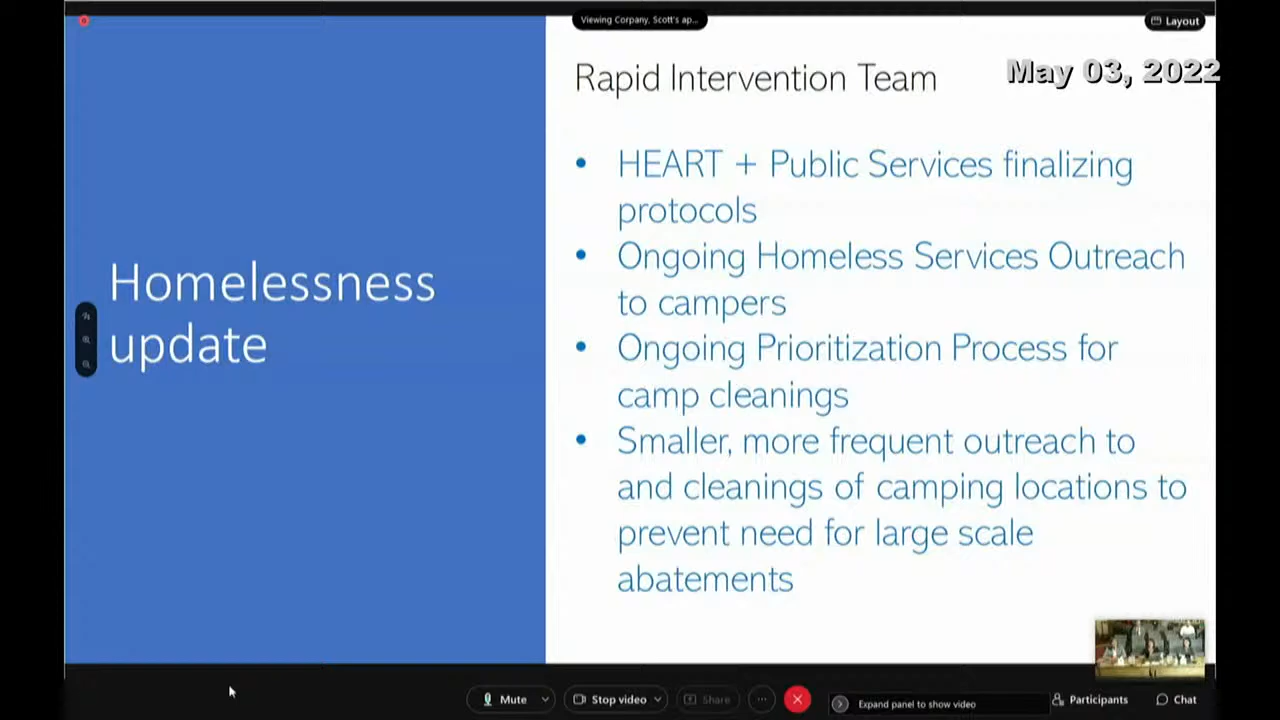 Viewing Corpany, Scott's ap...
Layout
May 03, 2022
Homelessness
update
Rapid Intervention Team
• HEART + Public Services finalizing
protocols
• Ongoing Homeless Services Outreach
to campers
• Ongoing Prioritization Process for
camp cleanings
• Smaller, more frequent outreach to
and cleanings of camping locations to
prevent need for large scale
abatements
Mute
Stop video
Share
Expand panel to show video
Participants
Chat